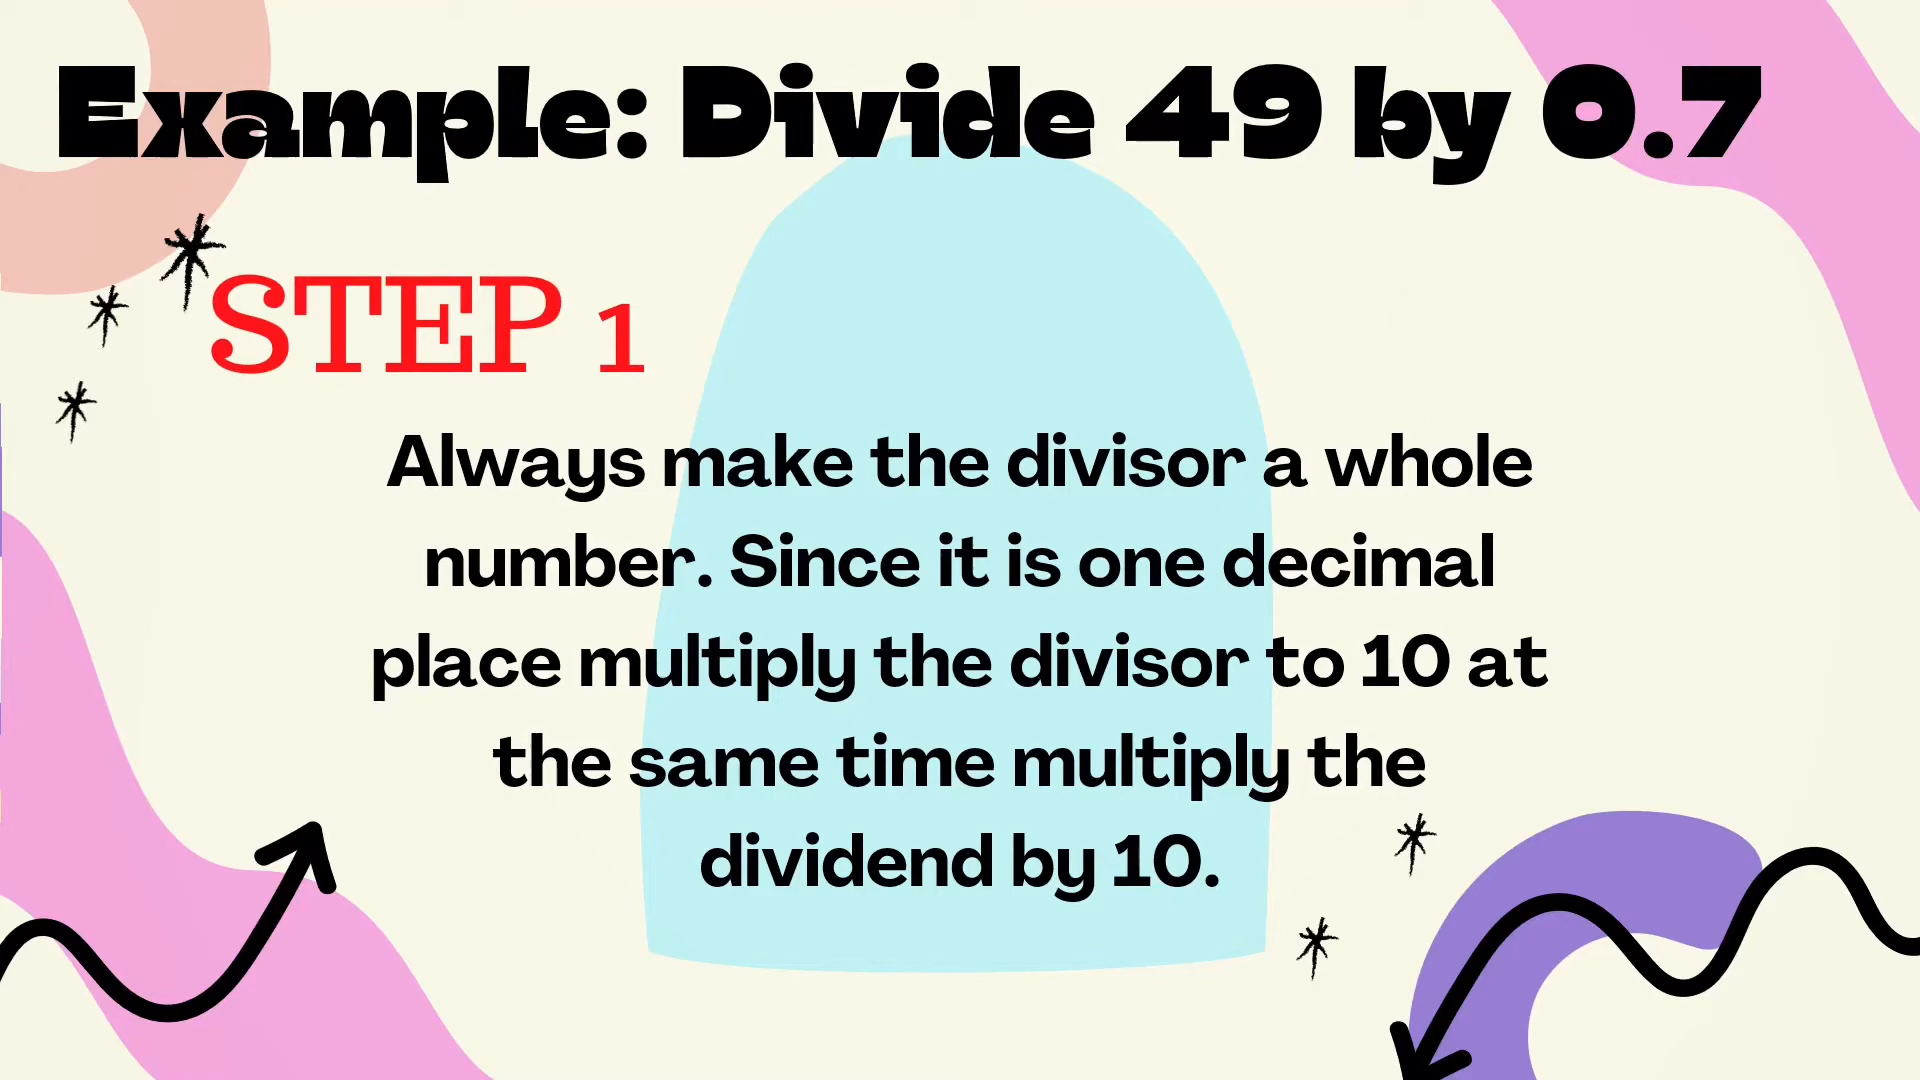 Example: Divide 49 by 0.7
STEP 1
Always make the divisor a whole
number. Since it is one decimal
place multiply the divisor to 10 at
the same time multiply the
dividend by 10.